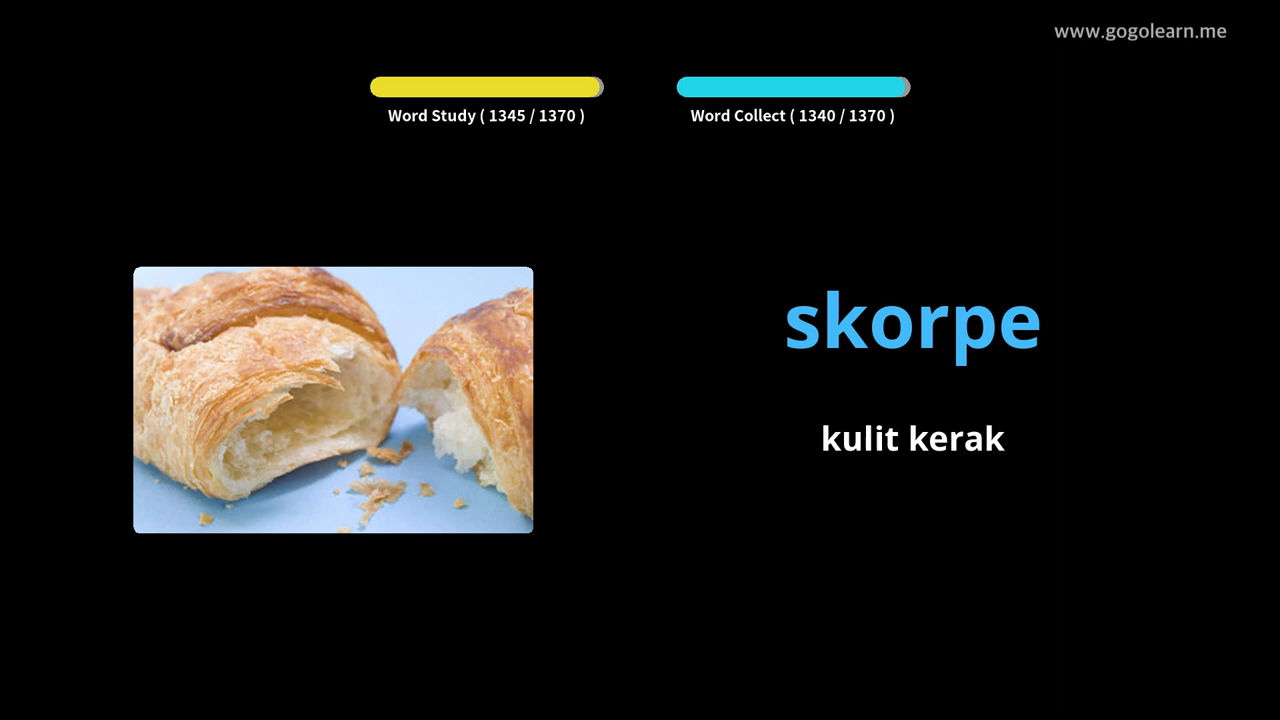 www.gogolearn.me
Word Study ( 1345 / 1370 )
Word Collect ( 1340 / 1370 )
skorpe
kulit kerak